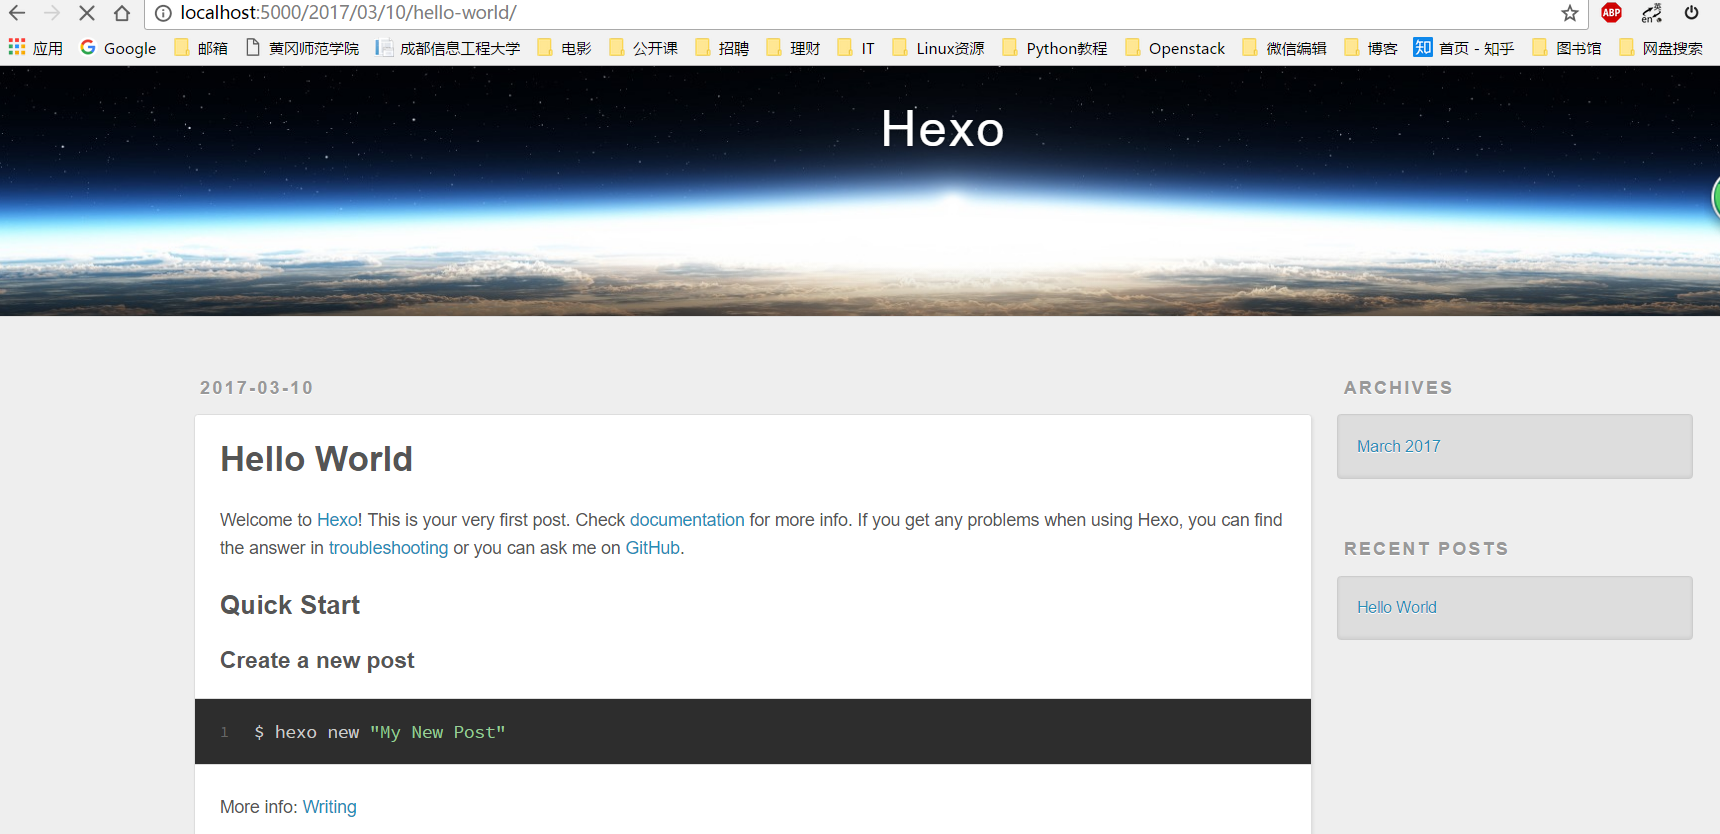 localhost:5000/2017/03/10/hello-world/
ABP 英 en
应用 Google 邮箱 黄冈师范学院 成都信息工程大学 电影 公开课 招聘 理财 IT Linux资源 Python教程 Openstack 微信编辑 博客 知 首页 - 知乎 图书馆 网盘搜索
Hexo
2017-03-10
Hello World
Welcome to Hexo! This is your very first post. Check documentation for more info. If you get any problems when using Hexo, you can find
the answer in troubleshooting or you can ask me on GitHub.
Quick Start
Create a new post
1 $ hexo new "My New Post"
More info: Writing
ARCHIVES
March 2017
RECENT POSTS
Hello World